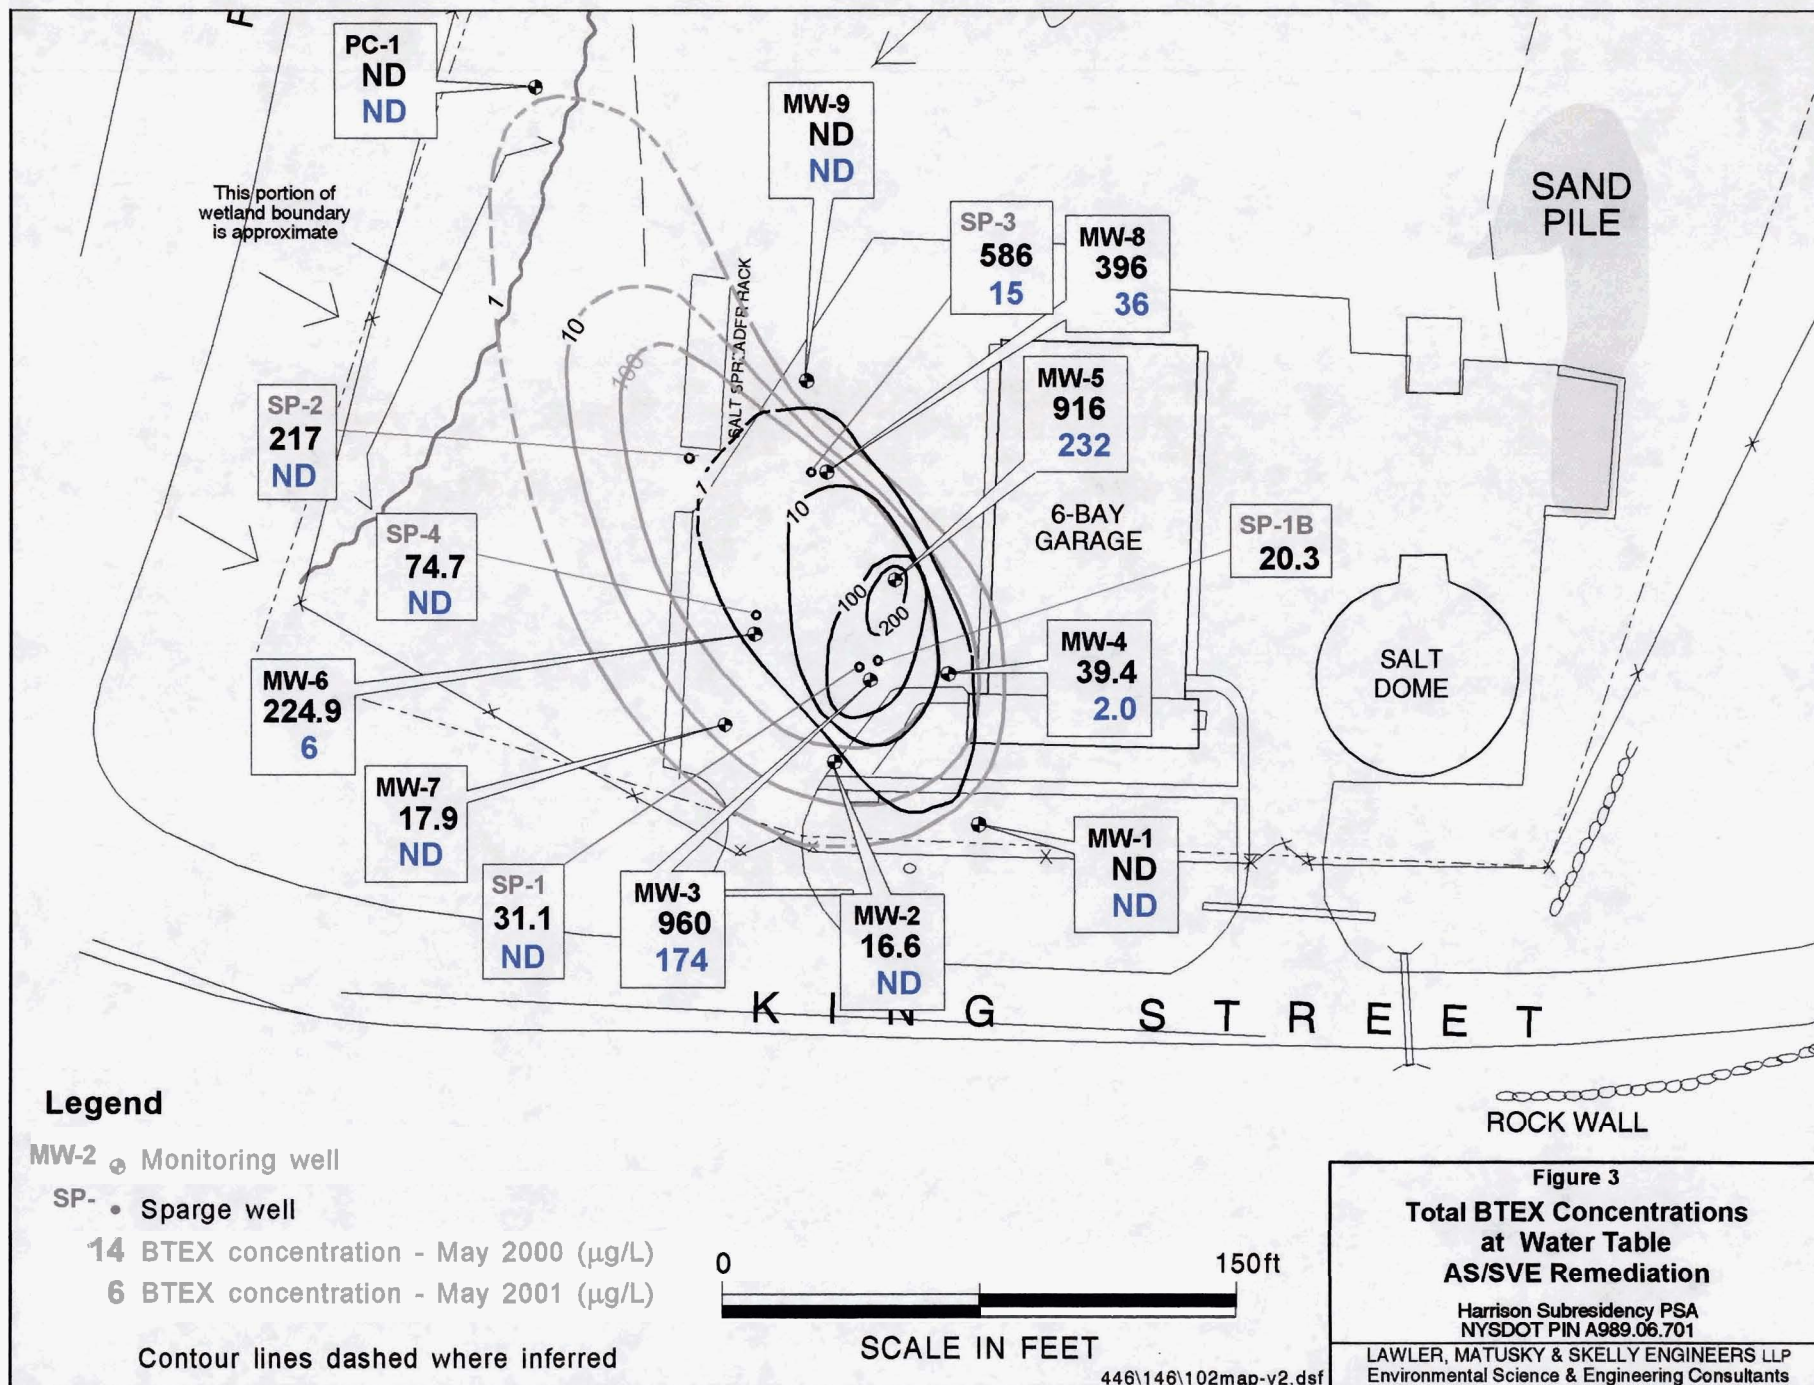 PC-1
ND
ND
MW-9
ND
ND
This portion of
wetland boundary
is approximate
SAND
PILE
SP-3
586
15
MW-8
396
36
1
10
100
SALT SPREADER RACK
SP-2
217
ND
MW-5
916
232
1
10
6-BAY
GARAGE
SP-1B
20.3
SP-4
74.7
ND
100
200
MW-6
224.9
6
MW-4
39.4
2.0
SALT
DOME
MW-7
17.9
ND
MW-1
ND
ND
SP-1
31.1
ND
MW-3
960
174
MW-2
16.6
ND
KING STREET
ROCK WALL
Legend
MW-2 Monitoring well
SP- Sparge well
14 BTEX concentration - May 2000 (µg/L)
6 BTEX concentration - May 2001 (µg/L)
Contour lines dashed where inferred
0 150ft
SCALE IN FEET
446\146\102map-v2.dsf
Figure 3
Total BTEX Concentrations
at Water Table
AS/SVE Remediation
Harrison Subresidency PSA
NYSDOT PIN A989.06.701
LAWLER, MATUSKY & SKELLY ENGINEERS LLP
Environmental Science & Engineering Consultants